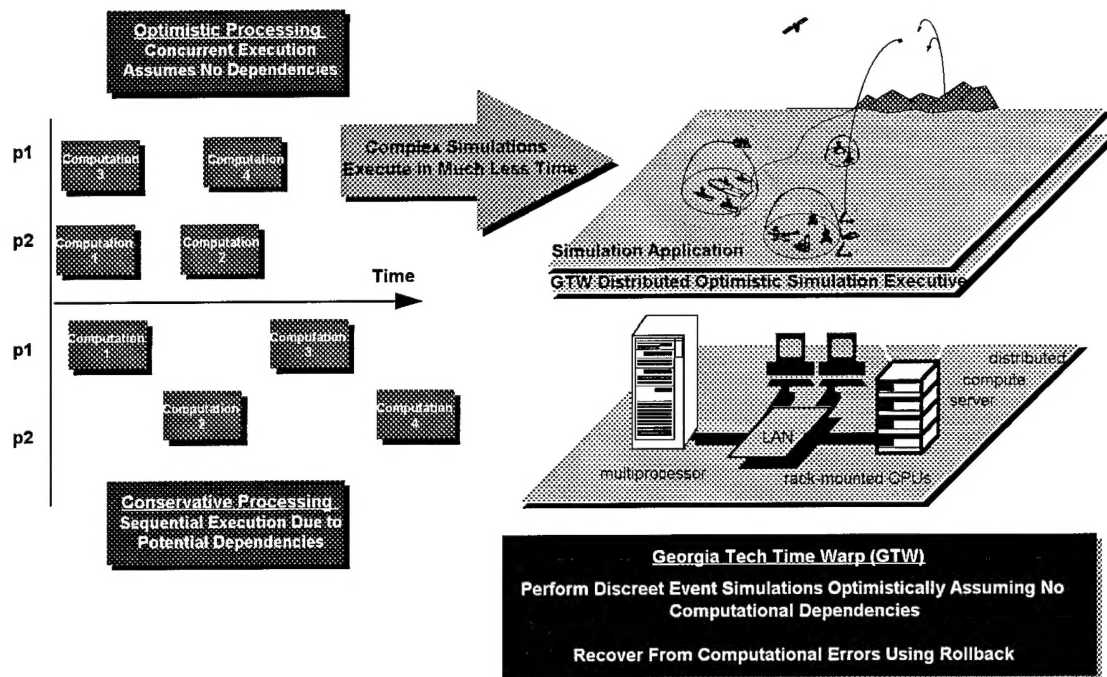 Optimistic Processing
Concurrent Execution
Assumes No Dependencies
p1
Computation
3
Computation
4
p2
Computation
1
Computation
2
Time
p1
Computation
1
Computation
3
p2
Computation
2
Computation
4
Conservative Processing
Sequential Execution Due to
Potential Dependencies
Complex Simulations
Execute in Much Less Time
Simulation Application
GTW Distributed Optimistic Simulation Executive
distributed
compute
server
LAN
multiprocessor
rack-mounted CPUs
Georgia Tech Time Warp (GTW)
Perform Discreet Event Simulations Optimistically Assuming No
Computational Dependencies
Recover From Computational Errors Using Rollback